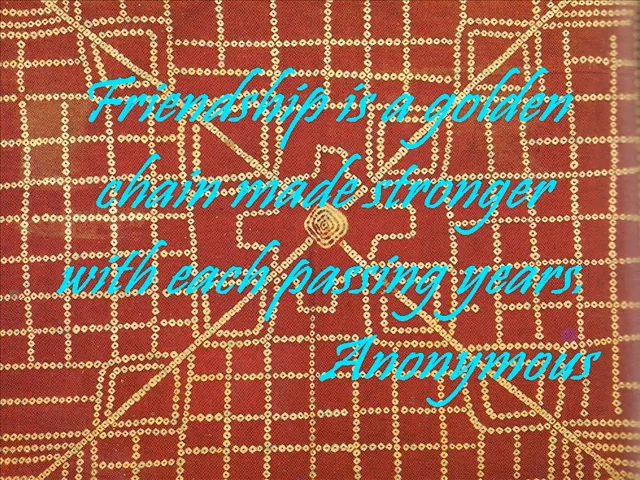 Friendship is a golden
chain made stronger
with each passing years.
Anonymous